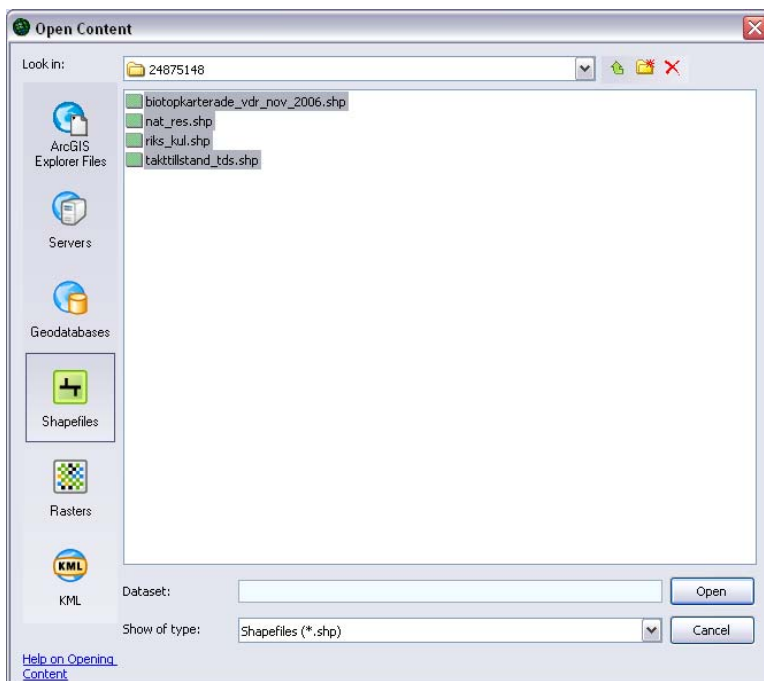 Open Content
Look in:
24875148
ArcGIS
Explorer Files
Servers
Geodatabases
Shapefiles
Rasters
KML
KML
biotopkarterade_vdr_nov_2006.shp
nat_res.shp
riks_kul.shp
takttillstand_tds.shp
Dataset:
Open
Show of type:
Shapefiles (*.shp)
Cancel
Help on Opening
Content